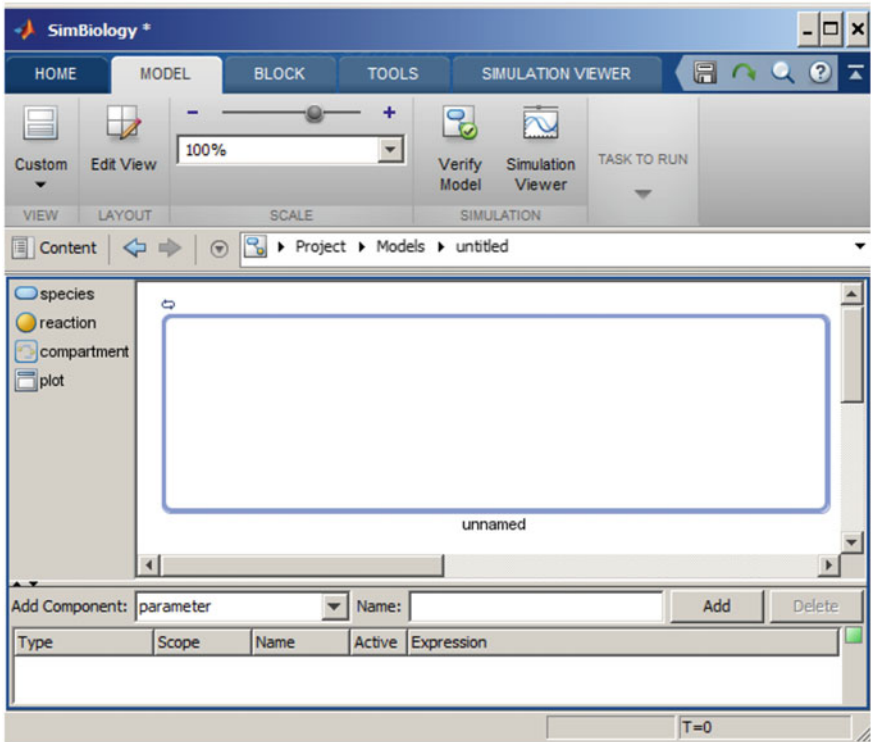 SimBiology *
HOME MODEL BLOCK TOOLS SIMULATION VIEWER
- +
100%
Custom Edit View Verify Model Simulation Viewer TASK TO RUN
VIEW LAYOUT SCALE SIMULATION
Content Project Models untitled
species
reaction
compartment
plot
unnamed
Add Component: parameter Name: Add Delete
Type Scope Name Active Expression
T=0